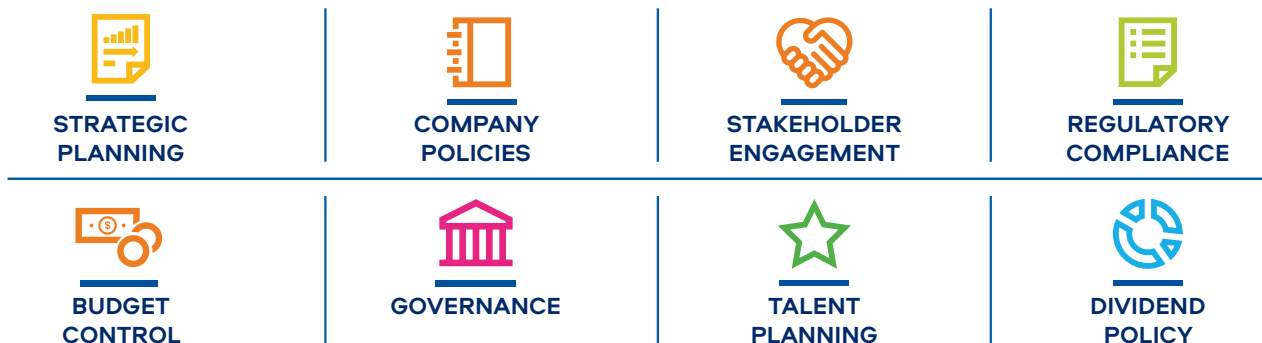 STRATEGIC
PLANNING
COMPANY
POLICIES
STAKEHOLDER
ENGAGEMENT
REGULATORY
COMPLIANCE
$
BUDGET
CONTROL
GOVERNANCE
TALENT
PLANNING
DIVIDEND
POLICY